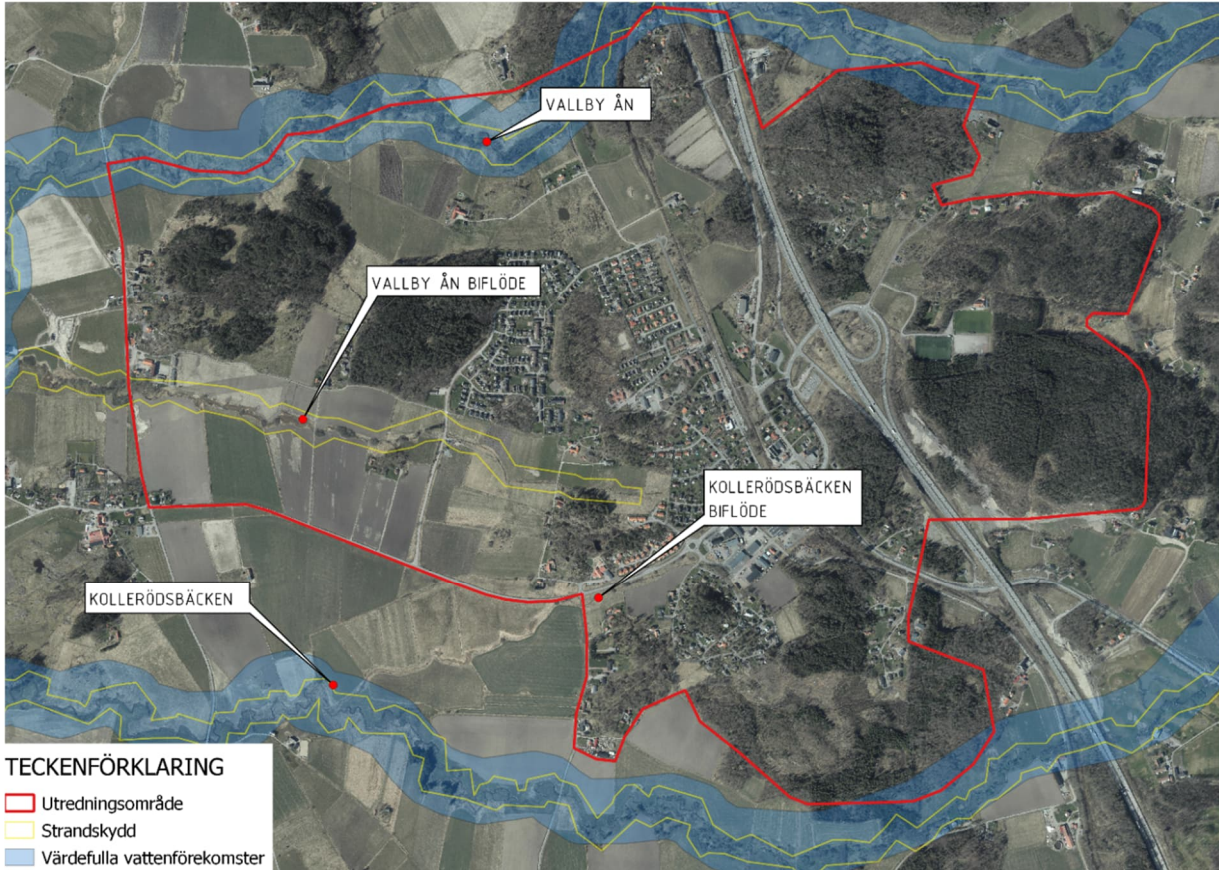 VALLBY ÅN
VALLBY ÅN BIFLÖDE
KOLLERÖDSBÄCKEN
BIFLÖDE
KOLLERÖDSBÄCKEN
TECKENFÖRKLARING
Utredningsområde
Strandskydd
Värdefulla vattenförekomster